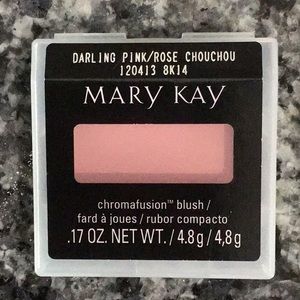 DARLING PINK/ROSE CHOUCHOU
120413 8K14
MARY KAY
chromafusion™ blush /
fard à joues / rubor compacto
.17 OZ. NET WT. / 4.8g / 4,8g